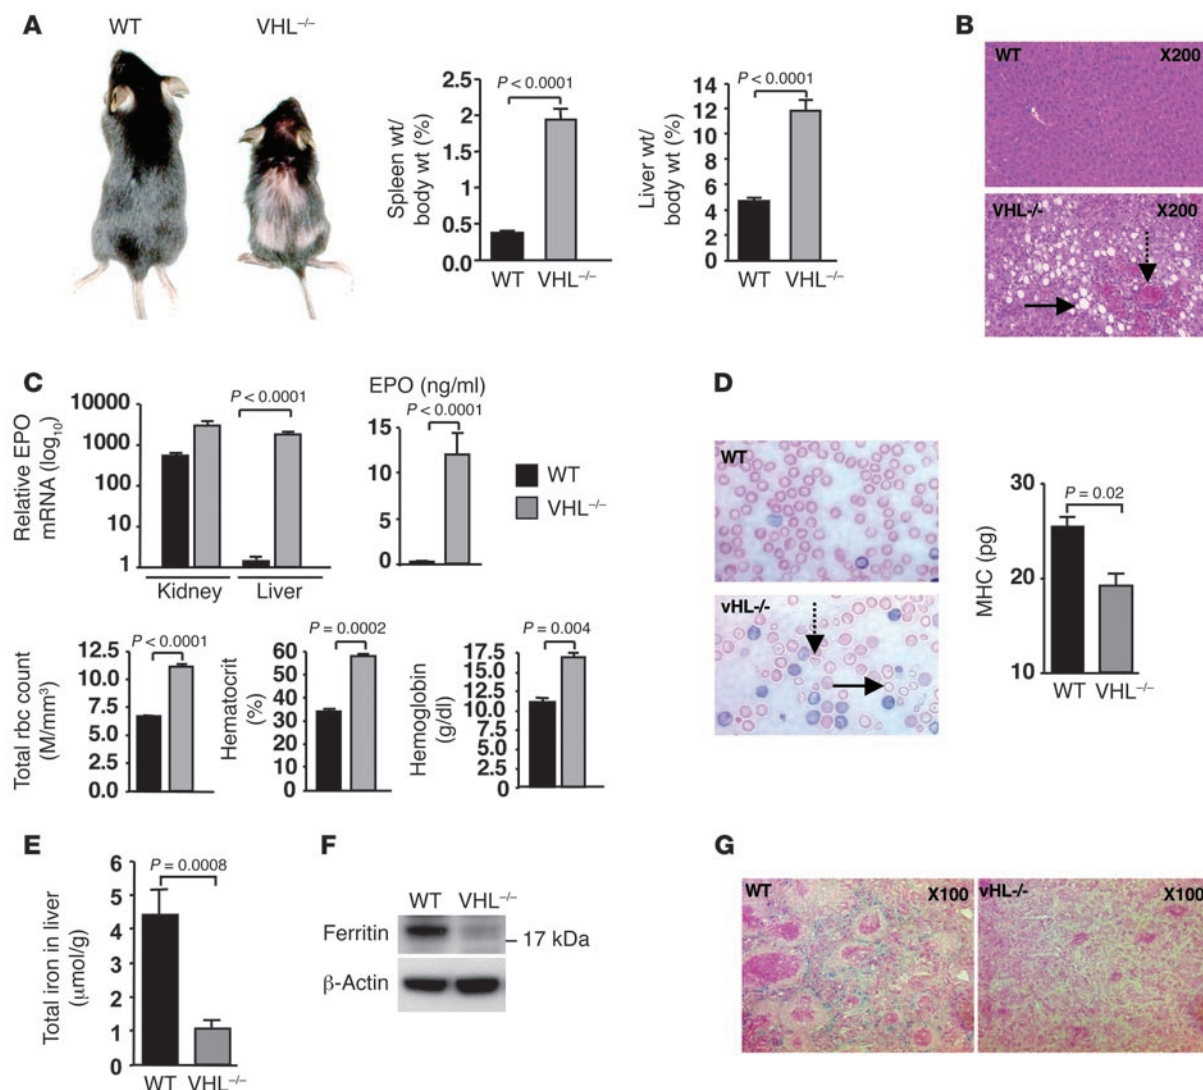 A
WT
VHL–/–
Spleen wt/
body wt (%)
2.5
2
1.5
1
0.5
0.0
P < 0.0001
WT
VHL–/–
Liver wt/
body wt (%)
14
12
10
8
6
4
2
0
P < 0.0001
WT
VHL–/–
B
WT
X200
VHL-/-
X200
C
Relative EPO
mRNA (log10)
10000
1000
100
10
1
P < 0.0001
Kidney
Liver
EPO (ng/ml)
P < 0.0001
15
10
5
0
WT
VHL–/–
Total rbc count
(M/mm3)
12.5
10.0
7.5
5.0
2.5
0.0
P < 0.0001
Hematocrit
(%)
60
50
40
30
20
10
0
P = 0.0002
Hemoglobin
(g/dl)
17.5
15.0
12.5
10.0
7.5
5.0
2.5
0
P = 0.004
D
WT
vHL-/-
MHC (pg)
30
20
10
P = 0.02
WT
VHL–/–
E
Total iron in liver
(μmol/g)
6
5
4
3
2
1
0
P = 0.0008
WT
VHL–/–
F
WT
VHL–/–
Ferritin
17 kDa
β-Actin
G
WT
X100
vHL-/-
X100